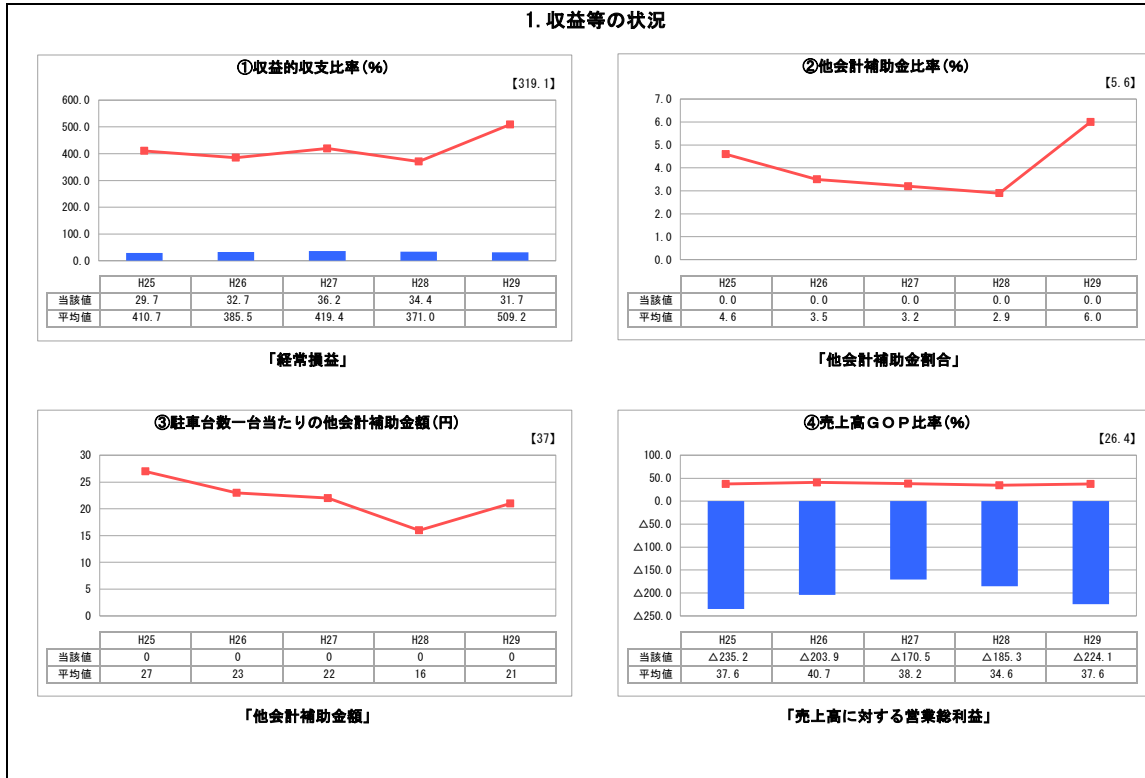 1. 収益等の状況
①収益的収支比率(%)
【319.1】
600.0
500.0
400.0
300.0
200.0
100.0
0.0
H25 H26 H27 H28 H29
当該値 29.7 32.7 36.2 34.4 31.7
平均値 410.7 385.5 419.4 371.0 509.2
「経常損益」
②他会計補助金比率(%)
【5.6】
7.0
6.0
5.0
4.0
3.0
2.0
1.0
0.0
H25 H26 H27 H28 H29
当該値 0.0 0.0 0.0 0.0 0.0
平均値 4.6 3.5 3.2 2.9 6.0
「他会計補助金割合」
③駐車台数一台当たりの他会計補助金額(円)
【37】
30
25
20
15
10
5
0
H25 H26 H27 H28 H29
当該値 0 0 0 0 0
平均値 27 23 22 16 21
「他会計補助金額」
④売上高GOP比率(%)
【26.4】
100.0
50.0
0.0
△50.0
△100.0
△150.0
△200.0
△250.0
H25 H26 H27 H28 H29
当該値 △235.2 △203.9 △170.5 △185.3 △224.1
平均値 37.6 40.7 38.2 34.6 37.6
「売上高に対する営業総利益」